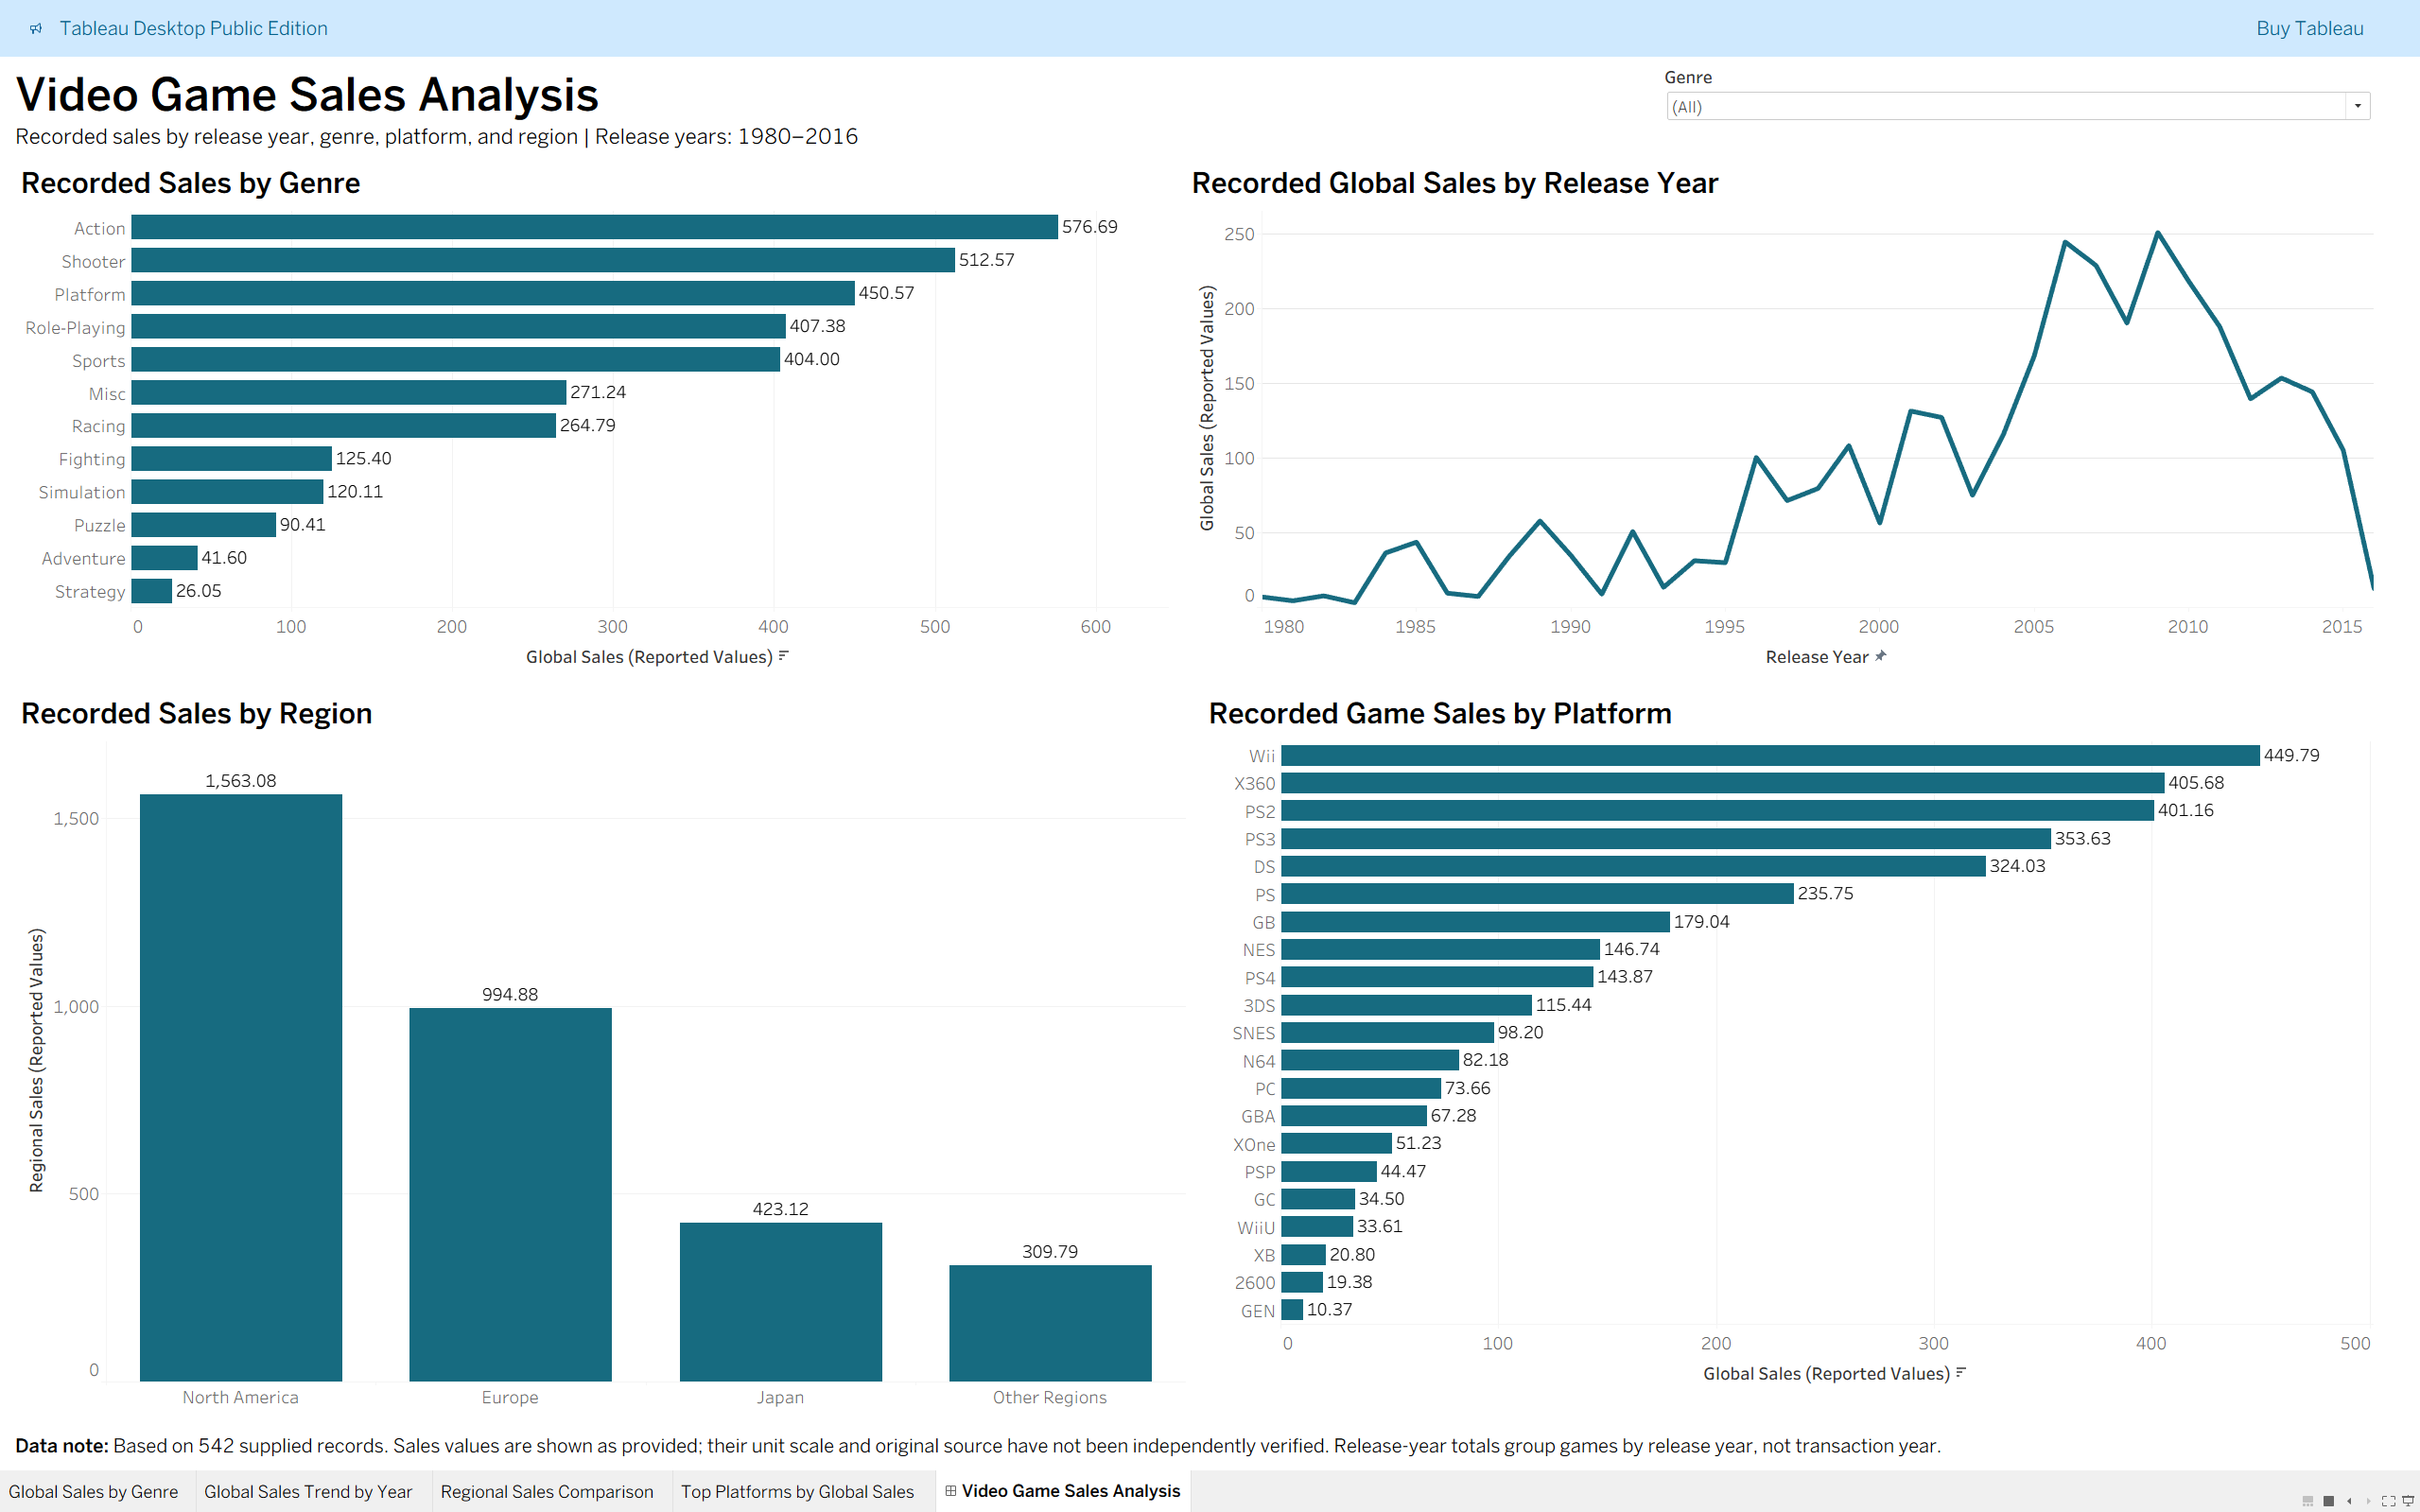 Tableau Desktop Public Edition
Buy Tableau
Video Game Sales Analysis
Recorded sales by release year, genre, platform, and region | Release years: 1980–2016
Genre
(All)
Recorded Sales by Genre
Action 576.69
Shooter 512.57
Platform 450.57
Role-Playing 407.38
Sports 404.00
Misc 271.24
Racing 264.79
Fighting 125.40
Simulation 120.11
Puzzle 90.41
Adventure 41.60
Strategy 26.05
0 100 200 300 400 500 600
Global Sales (Reported Values)
Recorded Global Sales by Release Year
Global Sales (Reported Values)
250
200
150
100
50
0
1980 1985 1990 1995 2000 2005 2010 2015
Release Year
Recorded Sales by Region
Regional Sales (Reported Values)
1,500
1,000
500
0
1,563.08
994.88
423.12
309.79
North America Europe Japan Other Regions
Recorded Game Sales by Platform
Wii 449.79
X360 405.68
PS2 401.16
PS3 353.63
DS 324.03
PS 235.75
GB 179.04
NES 146.74
PS4 143.87
3DS 115.44
SNES 98.20
N64 82.18
PC 73.66
GBA 67.28
XOne 51.23
PSP 44.47
GC 34.50
WiiU 33.61
XB 20.80
2600 19.38
GEN 10.37
0 100 200 300 400 500
Global Sales (Reported Values)
Data note: Based on 542 supplied records. Sales values are shown as provided; their unit scale and original source have not been independently verified. Release-year totals group games by release year, not transaction year.
Global Sales by Genre
Global Sales Trend by Year
Regional Sales Comparison
Top Platforms by Global Sales
Video Game Sales Analysis